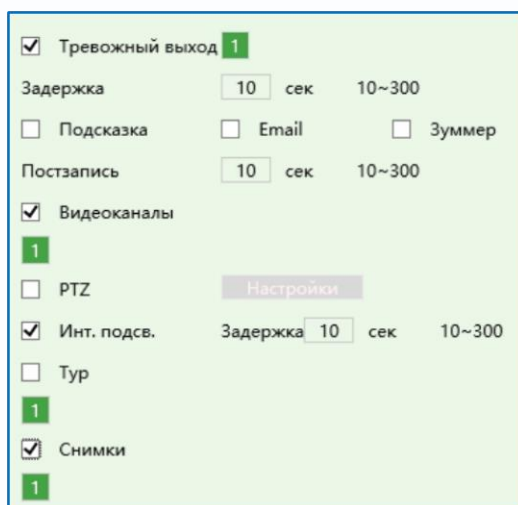 Тревожный выход 1
Задержка 10 сек 10~300
Подсказка Email Зуммер
Постзапись 10 сек 10~300
Видеоканалы
1
PTZ Настройки
Инт. подсв. Задержка 10 сек 10~300
Тур
1
Снимки
1